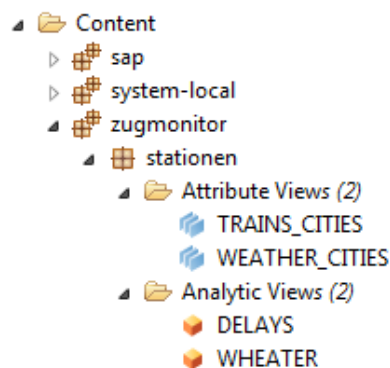 Content
sap
system-local
zugmonitor
stationen
Attribute Views (2)
TRAINS_CITIES
WEATHER_CITIES
Analytic Views (2)
DELAYS
WHEATER